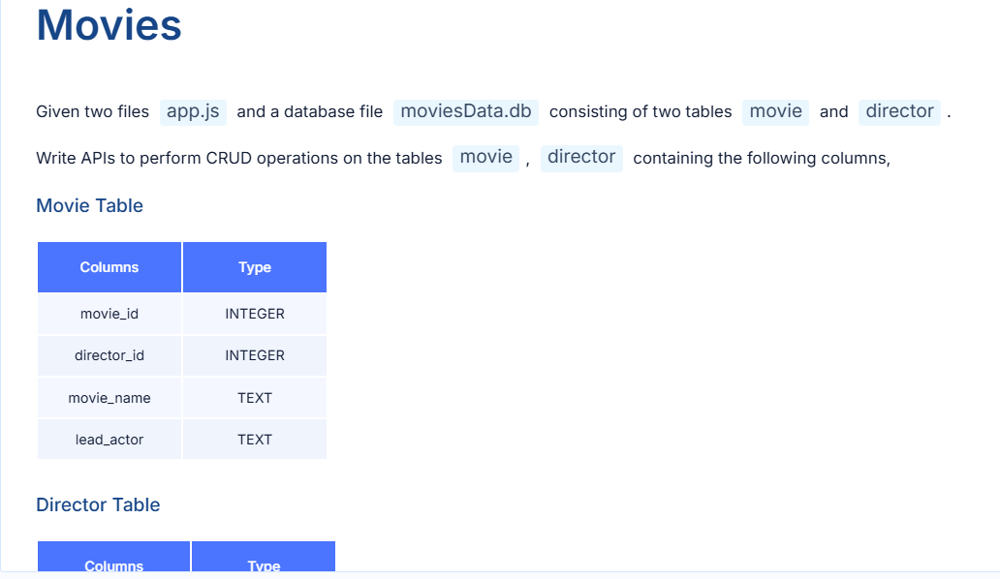 Movies
Given two files app.js and a database file moviesData.db consisting of two tables movie and director .
Write APIs to perform CRUD operations on the tables movie , director containing the following columns,
Movie Table
Columns Type
movie_id INTEGER
director_id INTEGER
movie_name TEXT
lead_actor TEXT
Director Table
Columns Type